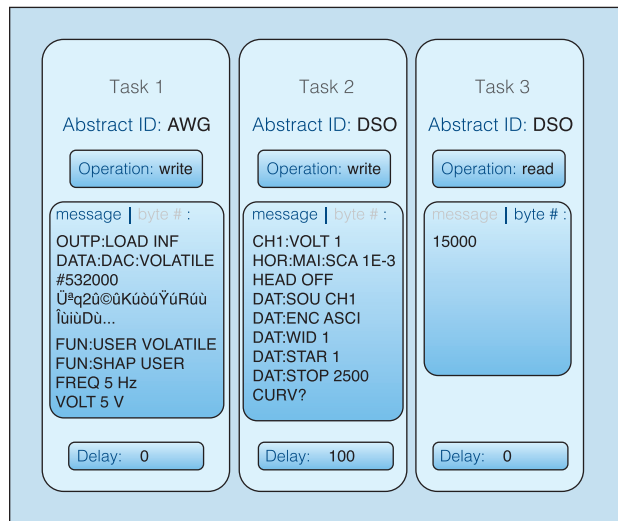 Task 1
Abstract ID: AWG
Operation: write
message | byte # :
OUTP:LOAD INF
DATA:DAC:VOLATILE
#532000
Üªq2û©ûKúòúŸúRúù
ÎùiùDù...
FUN:USER VOLATILE
FUN:SHAP USER
FREQ 5 Hz
VOLT 5 V
Delay: 0
Task 2
Abstract ID: DSO
Operation: write
message | byte # :
CH1:VOLT 1
HOR:MAI:SCA 1E-3
HEAD OFF
DAT:SOU CH1
DAT:ENC ASCI
DAT:WID 1
DAT:STAR 1
DAT:STOP 2500
CURV?
Delay: 100
Task 3
Abstract ID: DSO
Operation: read
message | byte # :
15000
Delay: 0